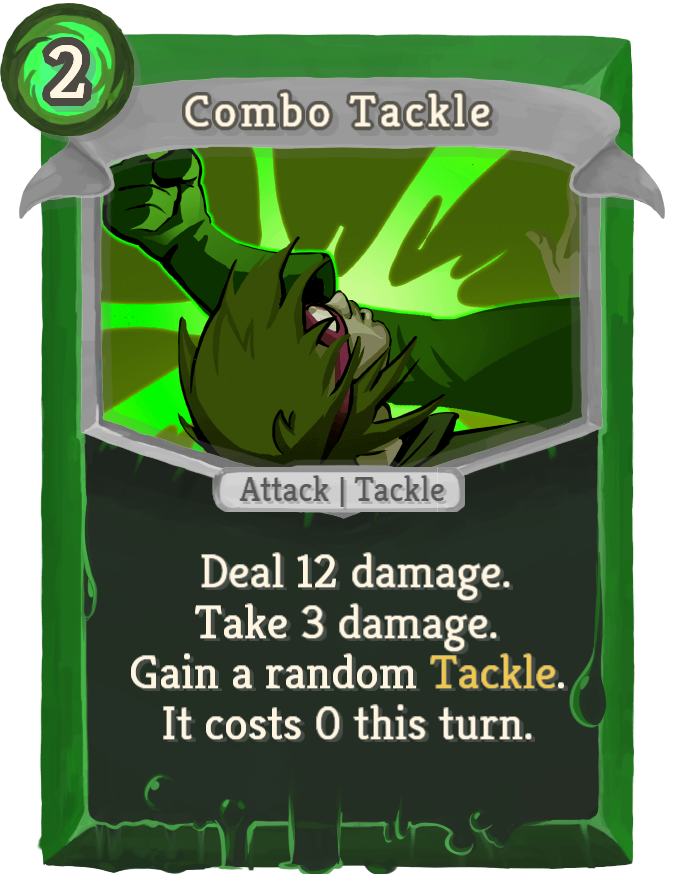 2
Combo Tackle
Attack | Tackle
Deal 12 damage.
Take 3 damage.
Gain a random Tackle.
It costs 0 this turn.